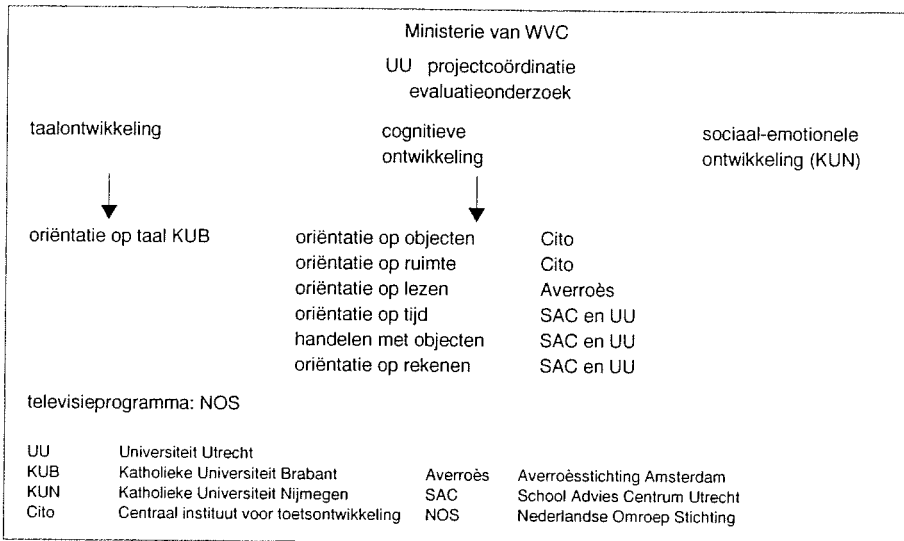 Ministerie van WVC
UU projectcoördinatie
evaluatieonderzoek
taalontwikkeling cognitieve sociaal-emotionele
ontwikkeling ontwikkeling (KUN)
oriëntatie op taal KUB oriëntatie op objecten Cito
oriëntatie op ruimte Cito
oriëntatie op lezen Averroès
oriëntatie op tijd SAC en UU
handelen met objecten SAC en UU
oriëntatie op rekenen SAC en UU
televisieprogramma: NOS
UU Universiteit Utrecht
KUB Katholieke Universiteit Brabant Averroès Averroèsstichting Amsterdam
KUN Katholieke Universiteit Nijmegen SAC School Advies Centrum Utrecht
Cito Centraal instituut voor toetsontwikkeling NOS Nederlandse Omroep Stichting